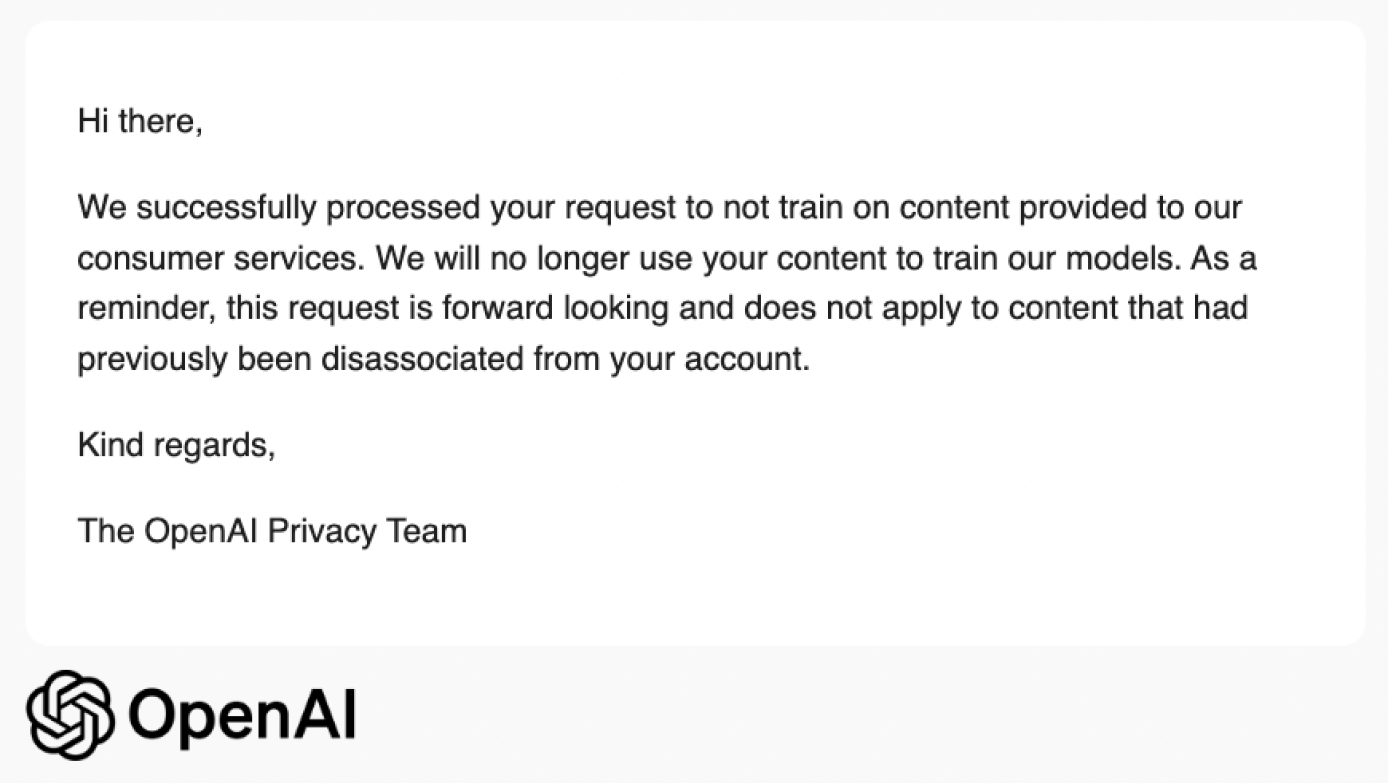 Hi there,
We successfully processed your request to not train on content provided to our
consumer services. We will no longer use your content to train our models. As a
reminder, this request is forward looking and does not apply to content that had
previously been disassociated from your account.
Kind regards,
The OpenAI Privacy Team
OpenAI